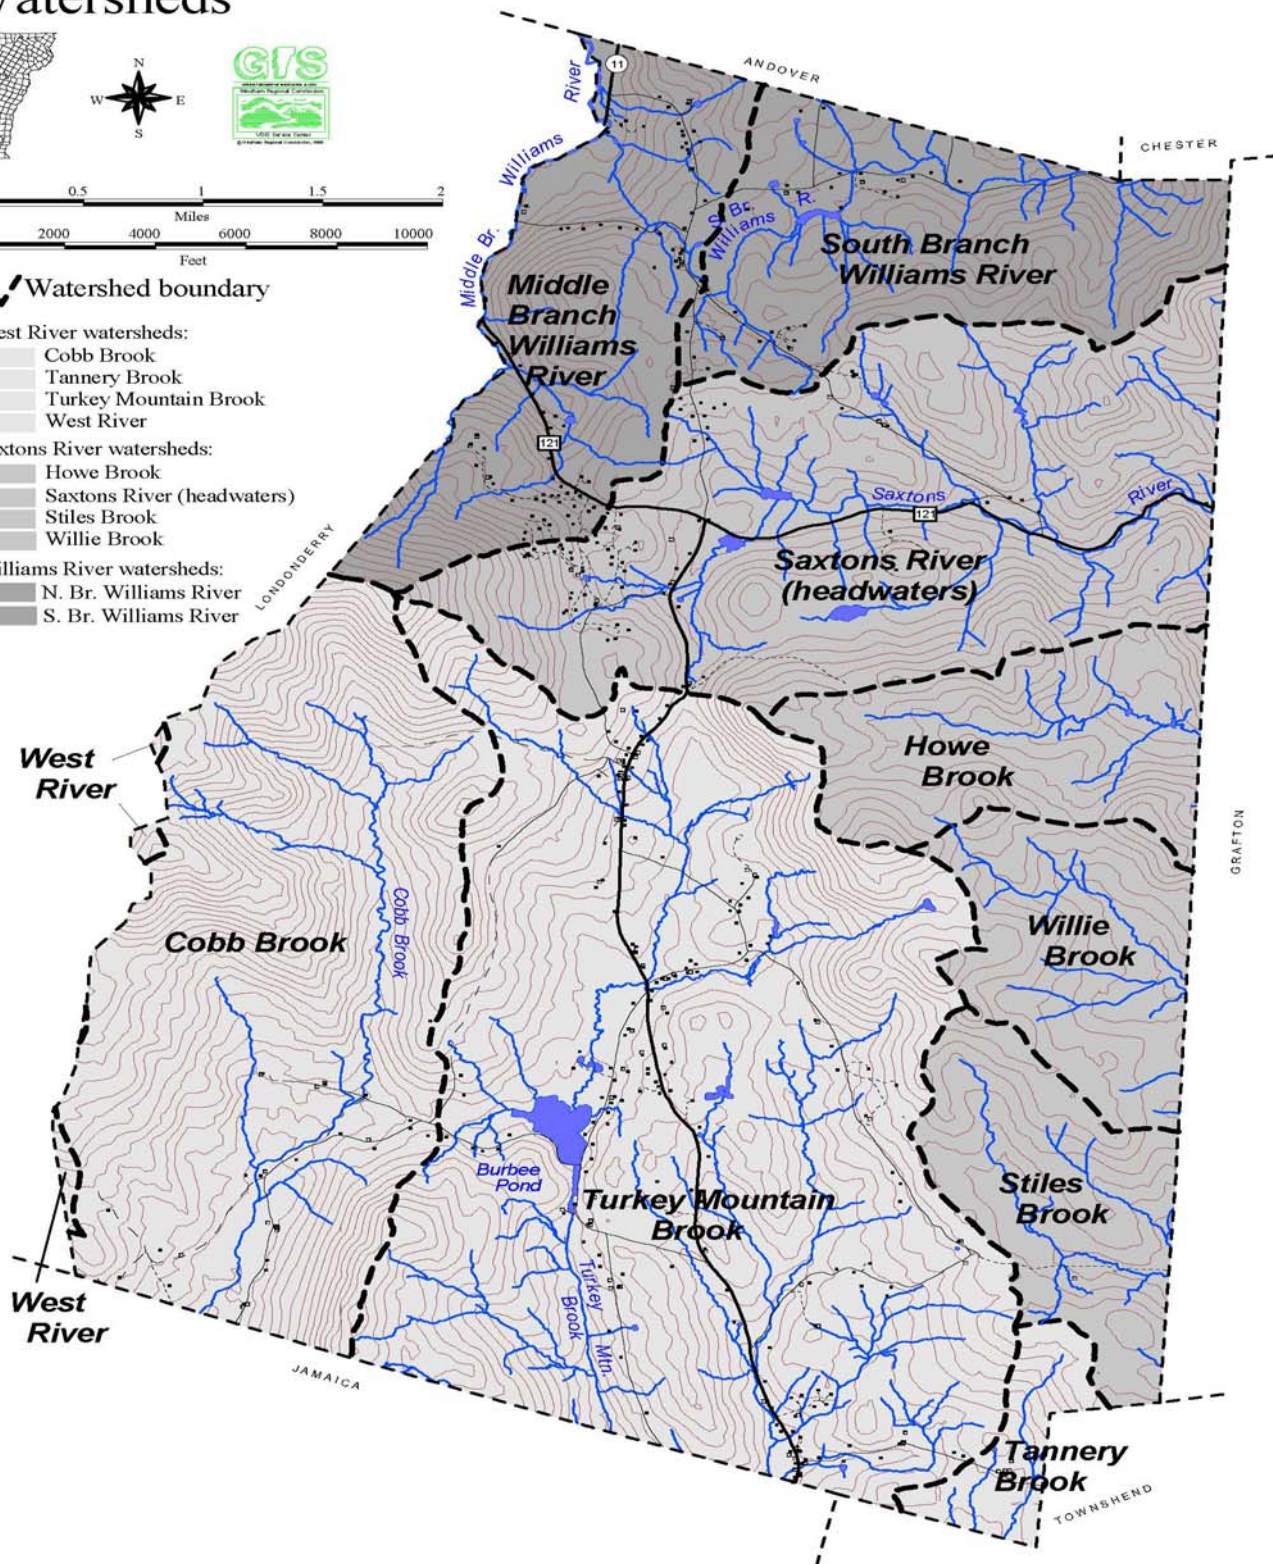 atersheds
N
W E
S
GIS
0.5 1 1.5 2
Miles
2000 4000 6000 8000 10000
Feet
Watershed boundary
est River watersheds:
Cobb Brook
Tannery Brook
Turkey Mountain Brook
West River
xtons River watersheds:
Howe Brook
Saxtons River (headwaters)
Stiles Brook
Willie Brook
illiams River watersheds:
N. Br. Williams River
S. Br. Williams River
11
ANDOVER
CHESTER
River
Williams
Middle Br.
S. Br.
Williams R.
South Branch
Williams River
Middle
Branch
Williams
River
121
Saxtons
121
River
Saxtons River
(headwaters)
LONDONDERRY
West
River
Howe
Brook
GRAFTON
Cobb Brook
Cobb Brook
Willie
Brook
Burbee
Pond
Turkey Mountain
Brook
Stiles
Brook
Turkey Mtn.
Brook
West
River
JAMAICA
Tannery
Brook
TOWNSHEND